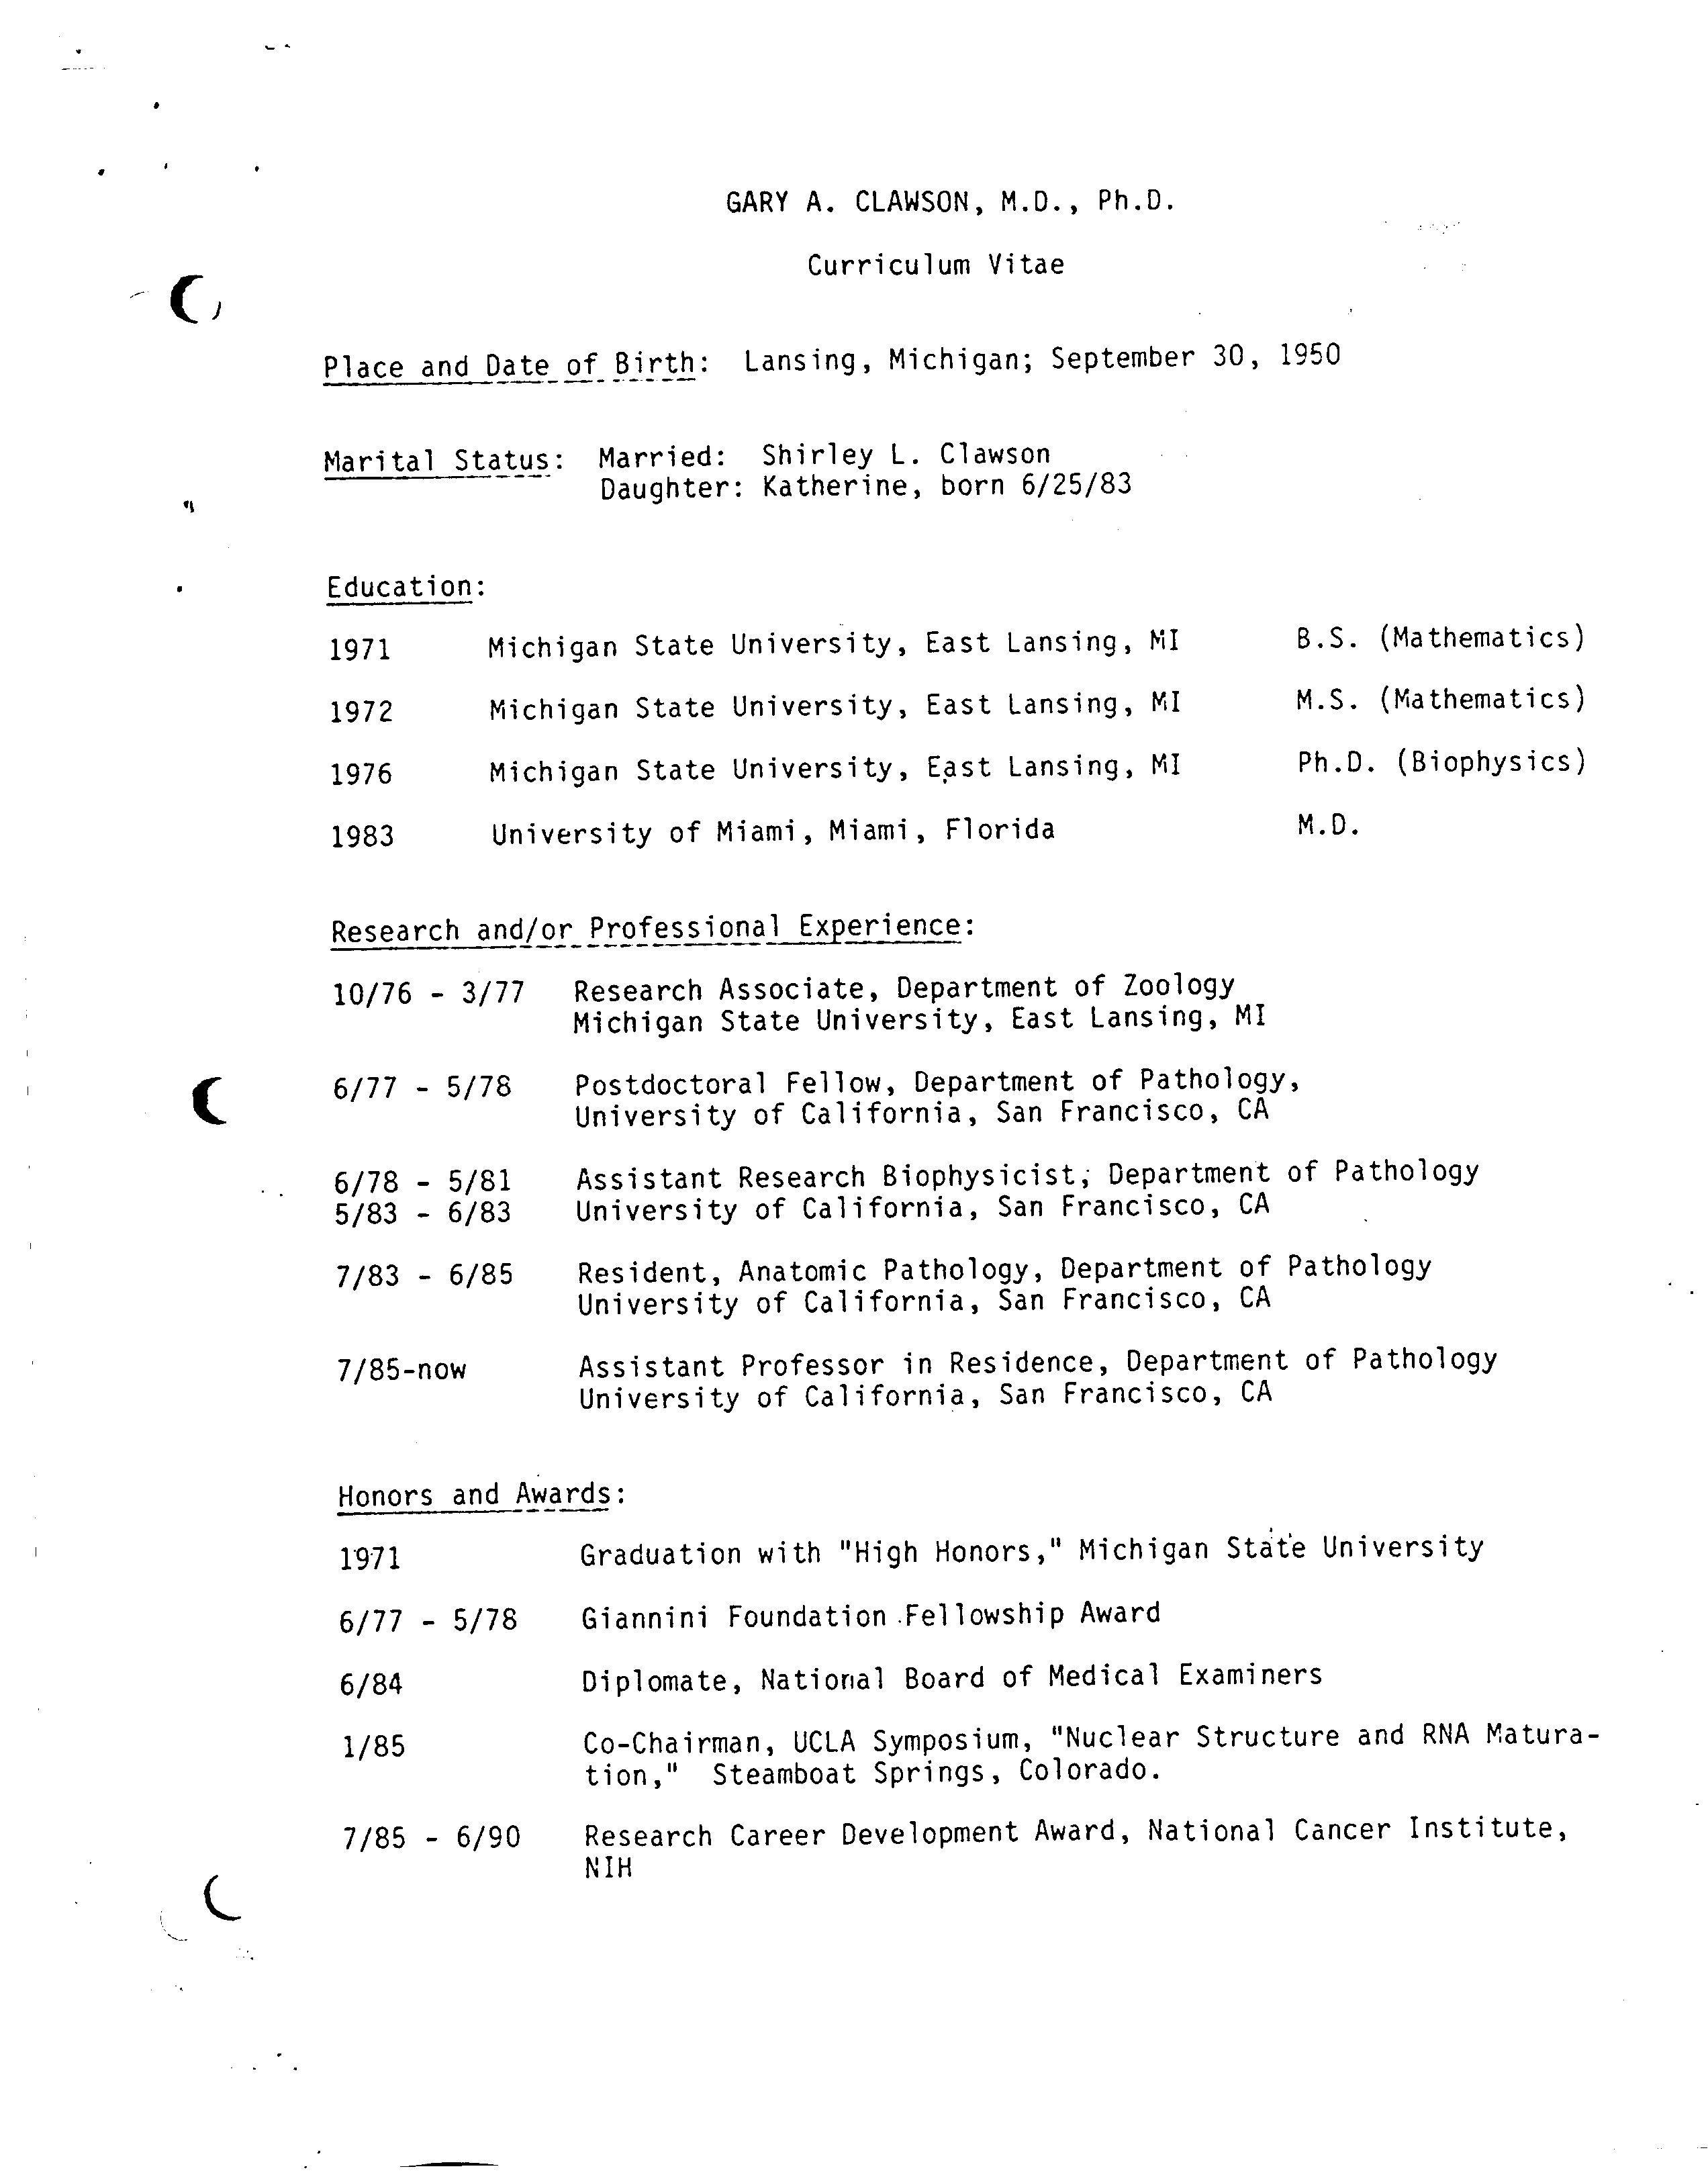 GARY A. CLAWSON, M.D., Ph.D.
Curriculum Vitae
Place and Date of Birth: Lansing, Michigan; September 30, 1950
Marital Status: Married: Shirley L. Clawson
Daughter: Katherine, born 6/25/83
Education:
1971 Michigan State University, East Lansing, MI B.S. (Mathematics)
1972 Michigan State University, East Lansing, MI M.S. (Mathematics)
1976 Michigan State University, East Lansing, MI Ph.D. (Biophysics)
1983 University of Miami, Miami, Florida M.D.
Research and/or Professional Experience:
10/76 - 3/77 Research Associate, Department of Zoology
Michigan State University, East Lansing, MI
6/77 - 5/78 Postdoctoral Fellow, Department of Pathology,
University of California, San Francisco, CA
6/78 - 5/81 Assistant Research Biophysicist, Department of Pathology
5/83 - 6/83 University of California, San Francisco, CA
7/83 - 6/85 Resident, Anatomic Pathology, Department of Pathology
University of California, San Francisco, CA
7/85-now Assistant Professor in Residence, Department of Pathology
University of California, San Francisco, CA
Honors and Awards:
1971 Graduation with "High Honors," Michigan State University
6/77 - 5/78 Giannini Foundation Fellowship Award
6/84 Diplomate, National Board of Medical Examiners
1/85 Co-Chairman, UCLA Symposium, "Nuclear Structure and RNA Matura-
tion," Steamboat Springs, Colorado.
7/85 - 6/90 Research Career Development Award, National Cancer Institute,
NIH